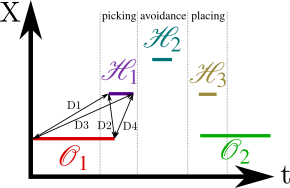 X
picking avoidance placing
ℋ₂
ℋ₁
ℋ₃
D1
D3 D2 D4
𝒪₁
𝒪₂
t